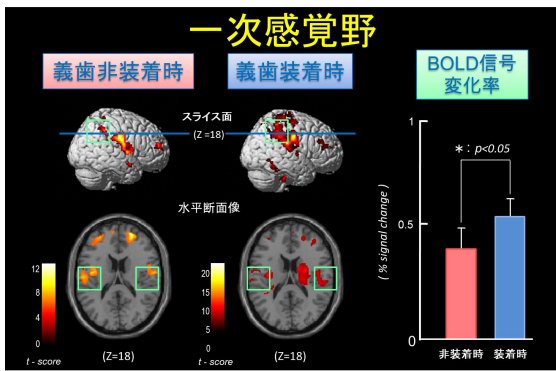 一次感覚野
義歯非装着時
義歯装着時
BOLD信号
変化率
スライス面
(Z =18)
水平断面像
12
8
4
0
t - score
(Z=18)
20
15
10
5
0
t - score
(Z=18)
1
0.5
0
( % signal change )
*: p<0.05
非装着時
装着時